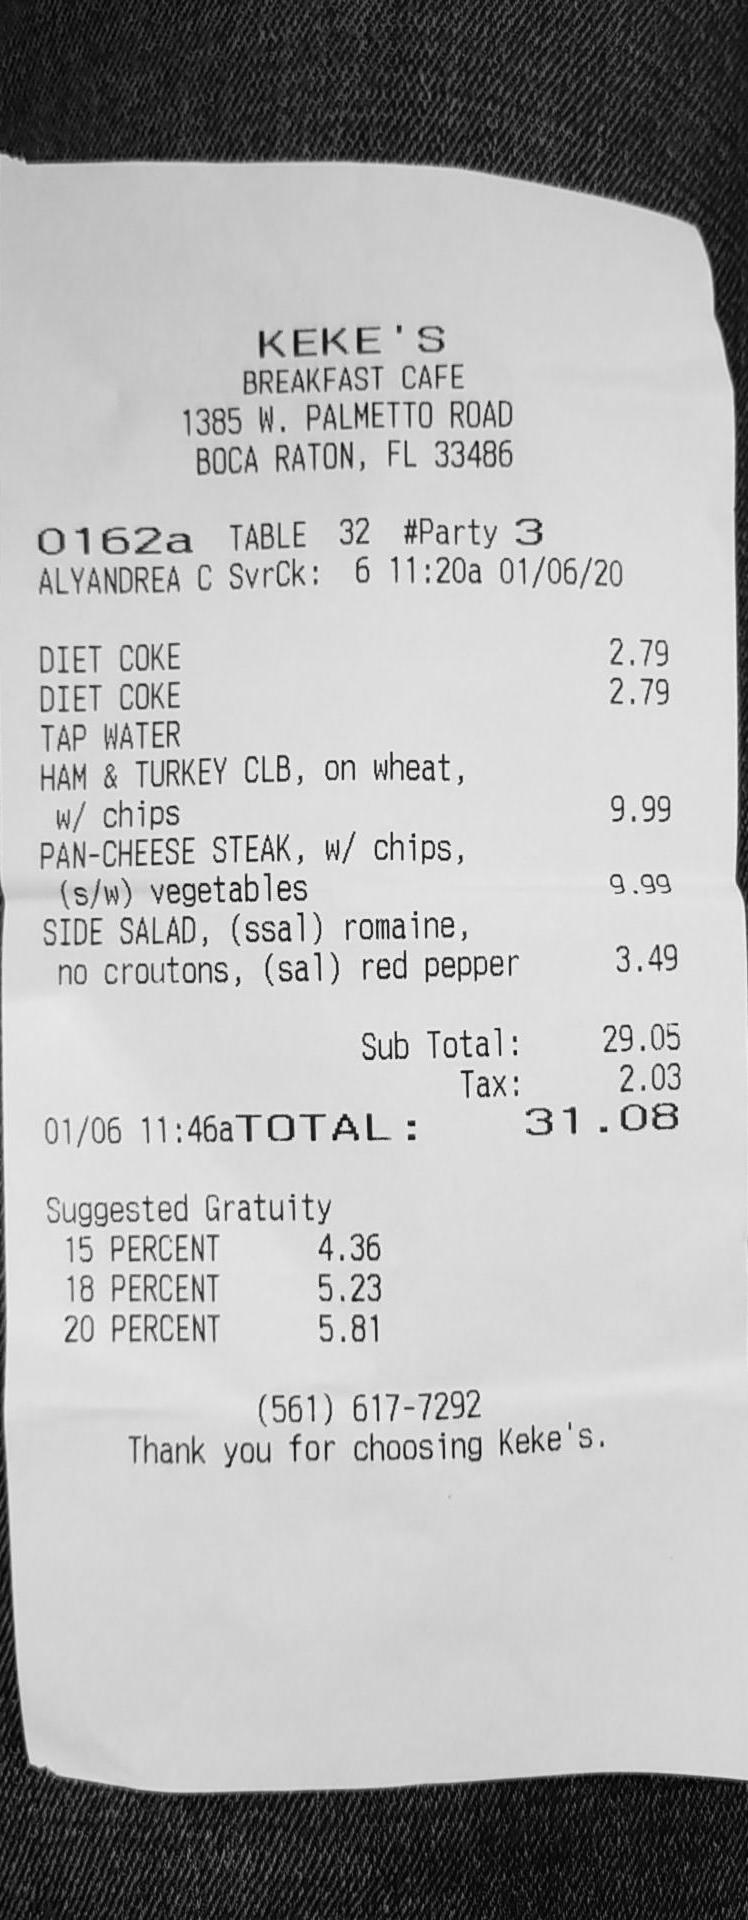 KEKE'S
BREAKFAST CAFE
1385 W. PALMETTO ROAD
BOCA RATON, FL 33486
0162a TABLE 32 #Party 3
ALYANDREA C SvrCk: 6 11:20a 01/06/20
DIET COKE 2.79
DIET COKE 2.79
TAP WATER
HAM & TURKEY CLB, on wheat,
w/ chips 9.99
PAN-CHEESE STEAK, w/ chips,
(s/w) vegetables 9.99
SIDE SALAD, (ssal) romaine,
no croutons, (sal) red pepper 3.49
Sub Total: 29.05
Tax: 2.03
01/06 11:46aTOTAL: 31.08
Suggested Gratuity
15 PERCENT 4.36
18 PERCENT 5.23
20 PERCENT 5.81
(561) 617-7292
Thank you for choosing Keke's.